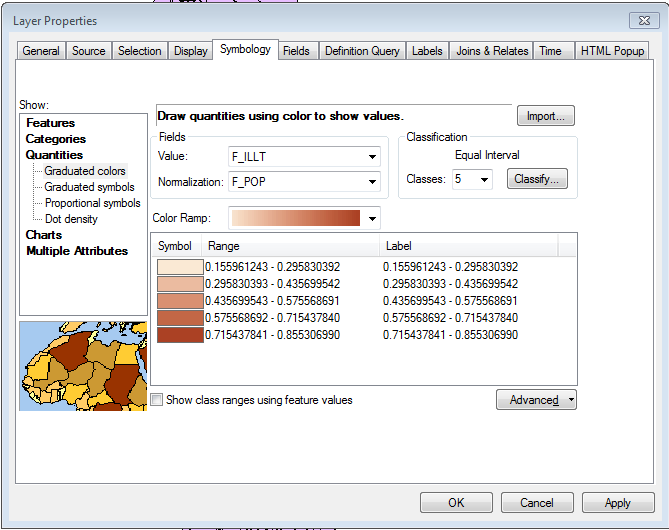 Layer Properties
General Source Selection Display Symbology Fields Definition Query Labels Joins & Relates Time HTML Popup
Show:
Features
Categories
Quantities
Graduated colors
Graduated symbols
Proportional symbols
Dot density
Charts
Multiple Attributes
Draw quantities using color to show values.
Import...
Fields
Value: F_ILLT
Normalization: F_POP
Classification
Equal Interval
Classes: 5 Classify...
Color Ramp:
Symbol Range Label
0.155961243 - 0.295830392 0.155961243 - 0.295830392
0.295830393 - 0.435699542 0.295830393 - 0.435699542
0.435699543 - 0.575568691 0.435699543 - 0.575568691
0.575568692 - 0.715437840 0.575568692 - 0.715437840
0.715437841 - 0.855306990 0.715437841 - 0.855306990
Show class ranges using feature values
Advanced
OK Cancel Apply